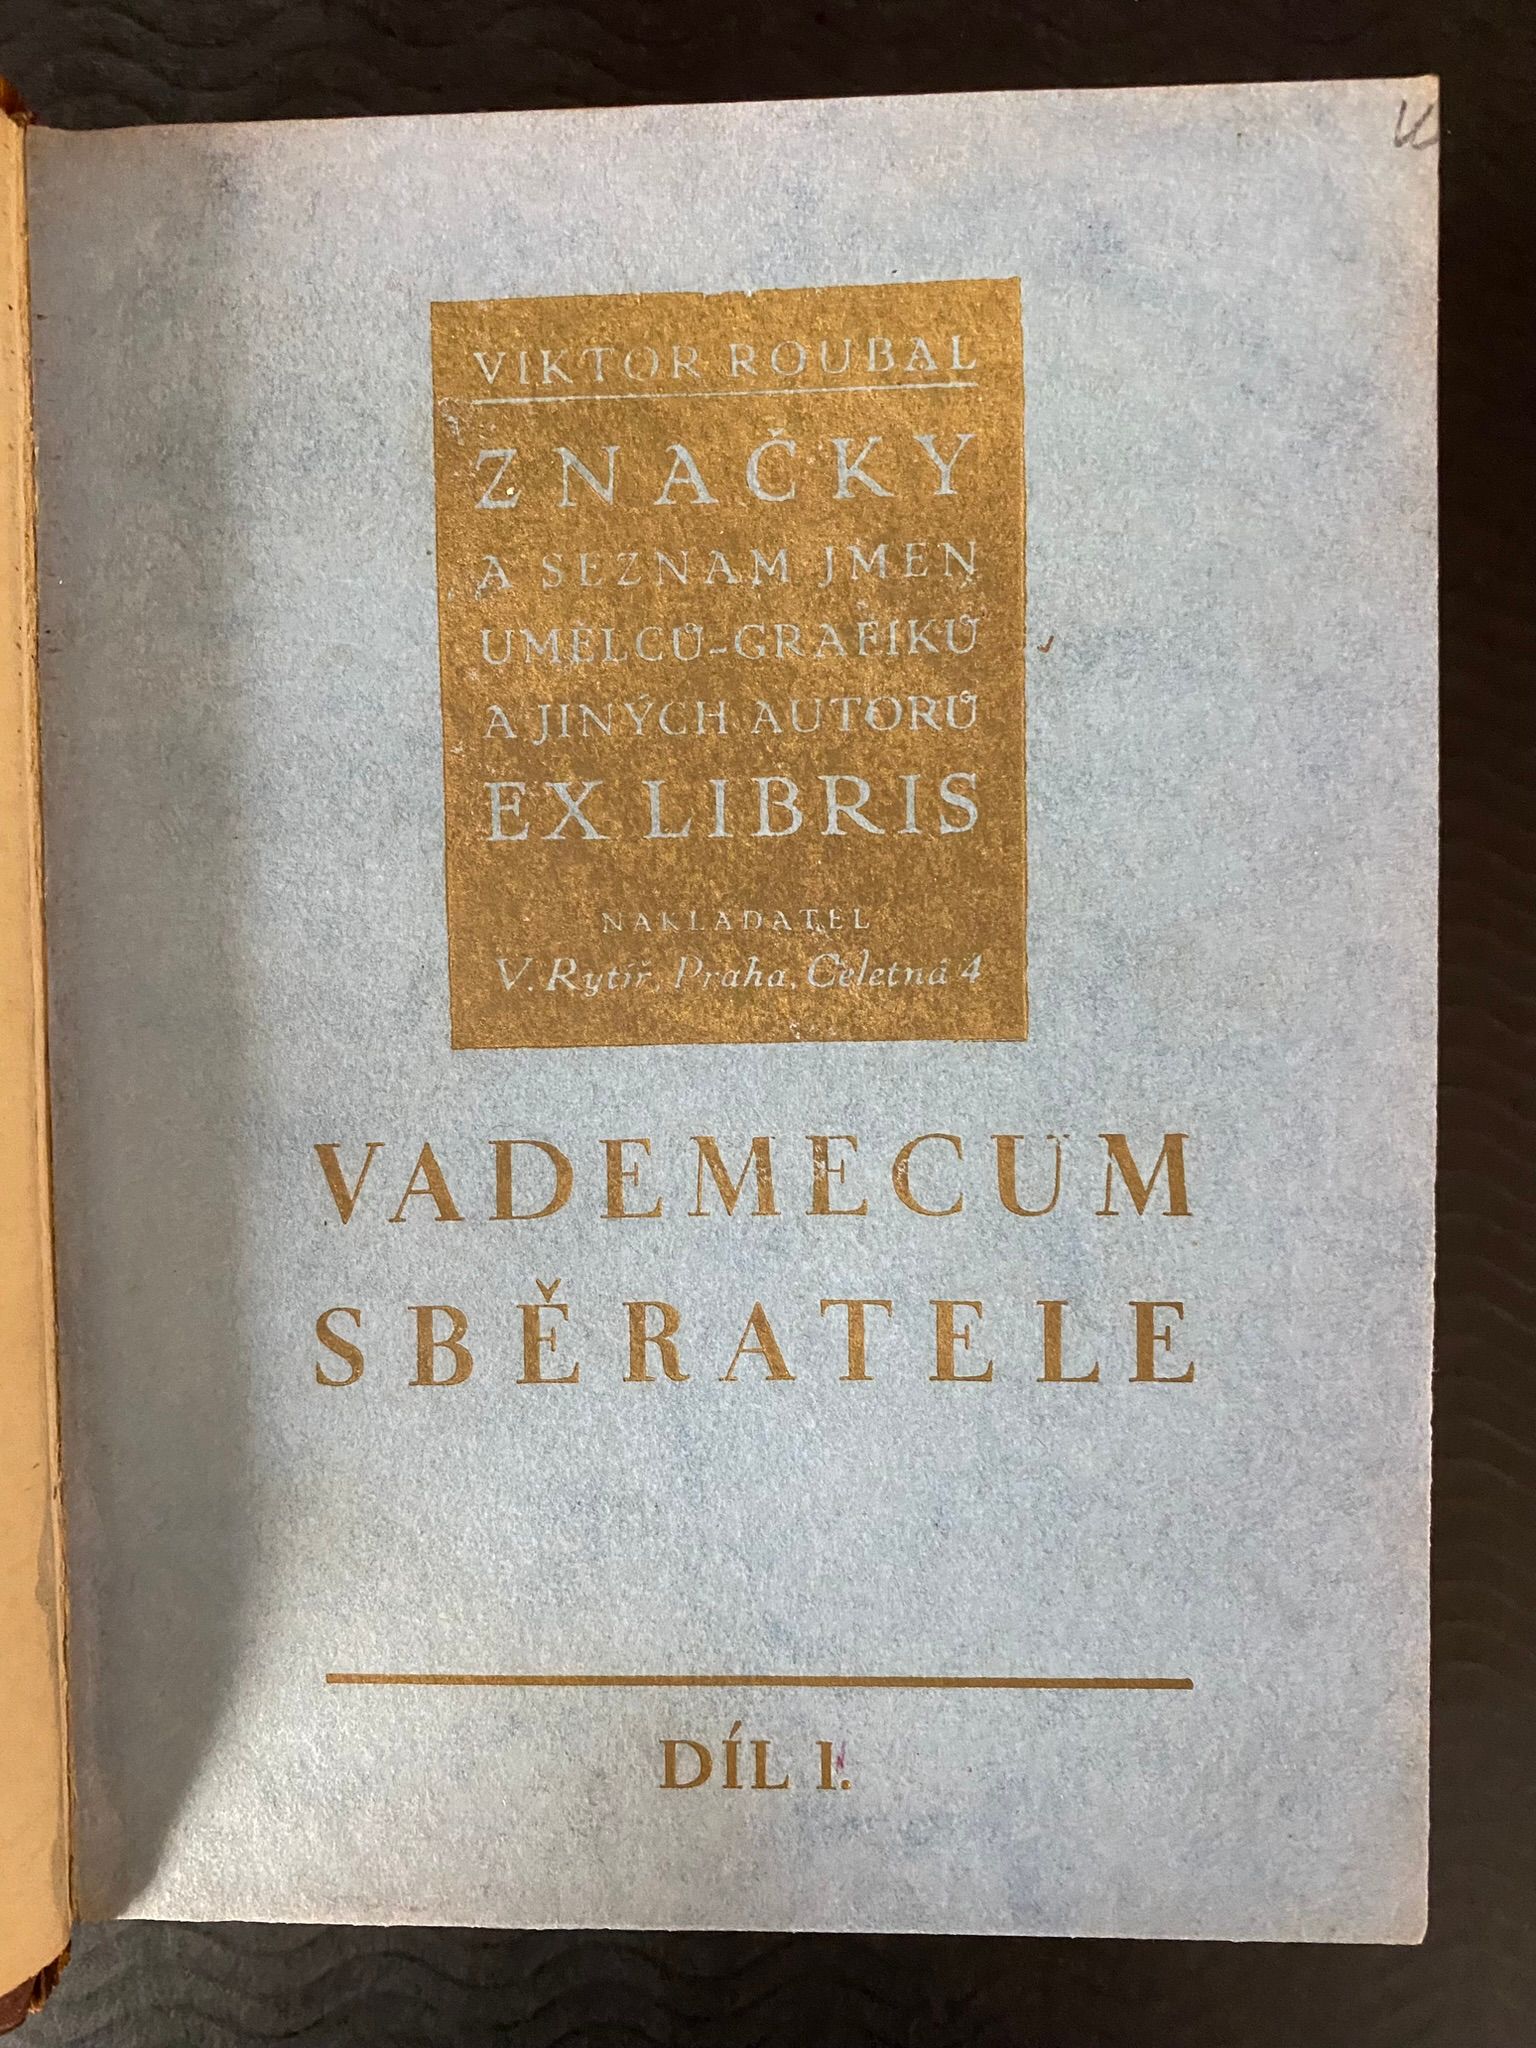 VIKTOR ROUBAL
ZNAČKY
A SEZNAM JMEN
UMĚLCŮ-GRAFIKŮ
A JINÝCH AUTORŮ
EX LIBRIS
NAKLADATEL
V. Rytíř, Praha, Celetná 4
VADEMECUM
SBĚRATELE
DÍL I.